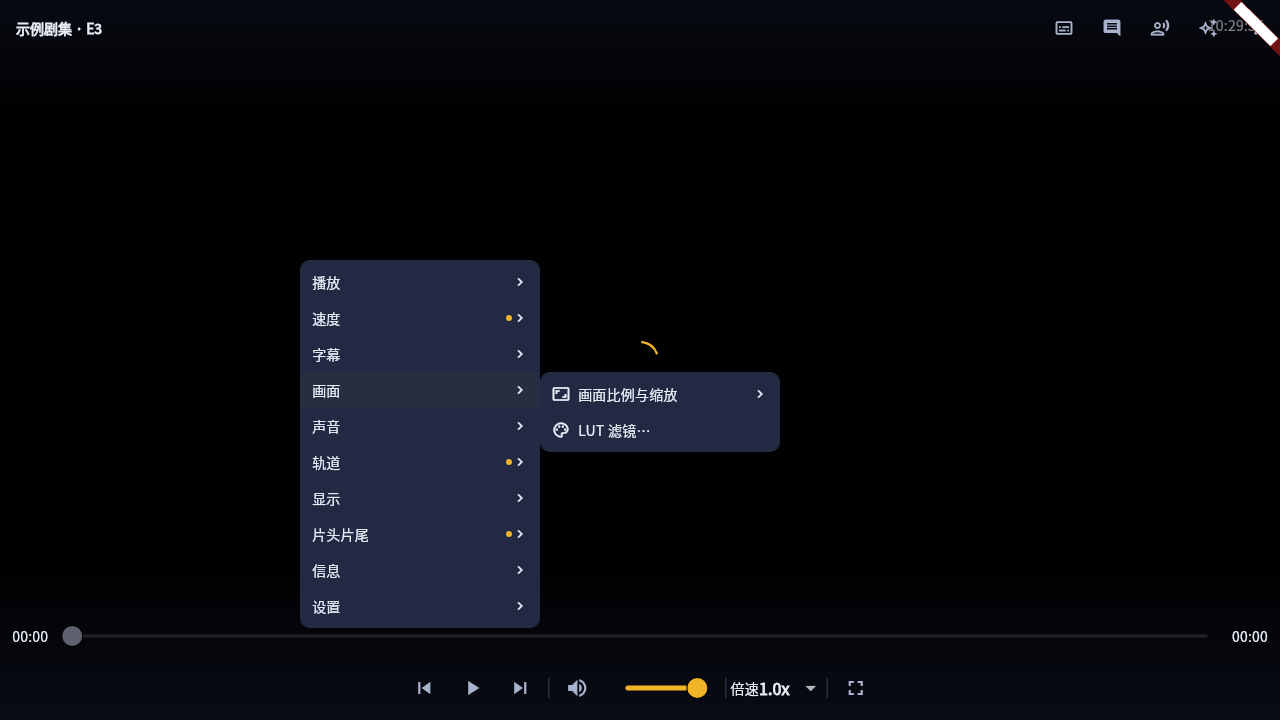 示例剧集 · E3
播放
速度
字幕
画面
画面比例与缩放
LUT 滤镜…
声音
轨道
显示
片头片尾
信息
设置
00:00
00:00
倍速1.0x